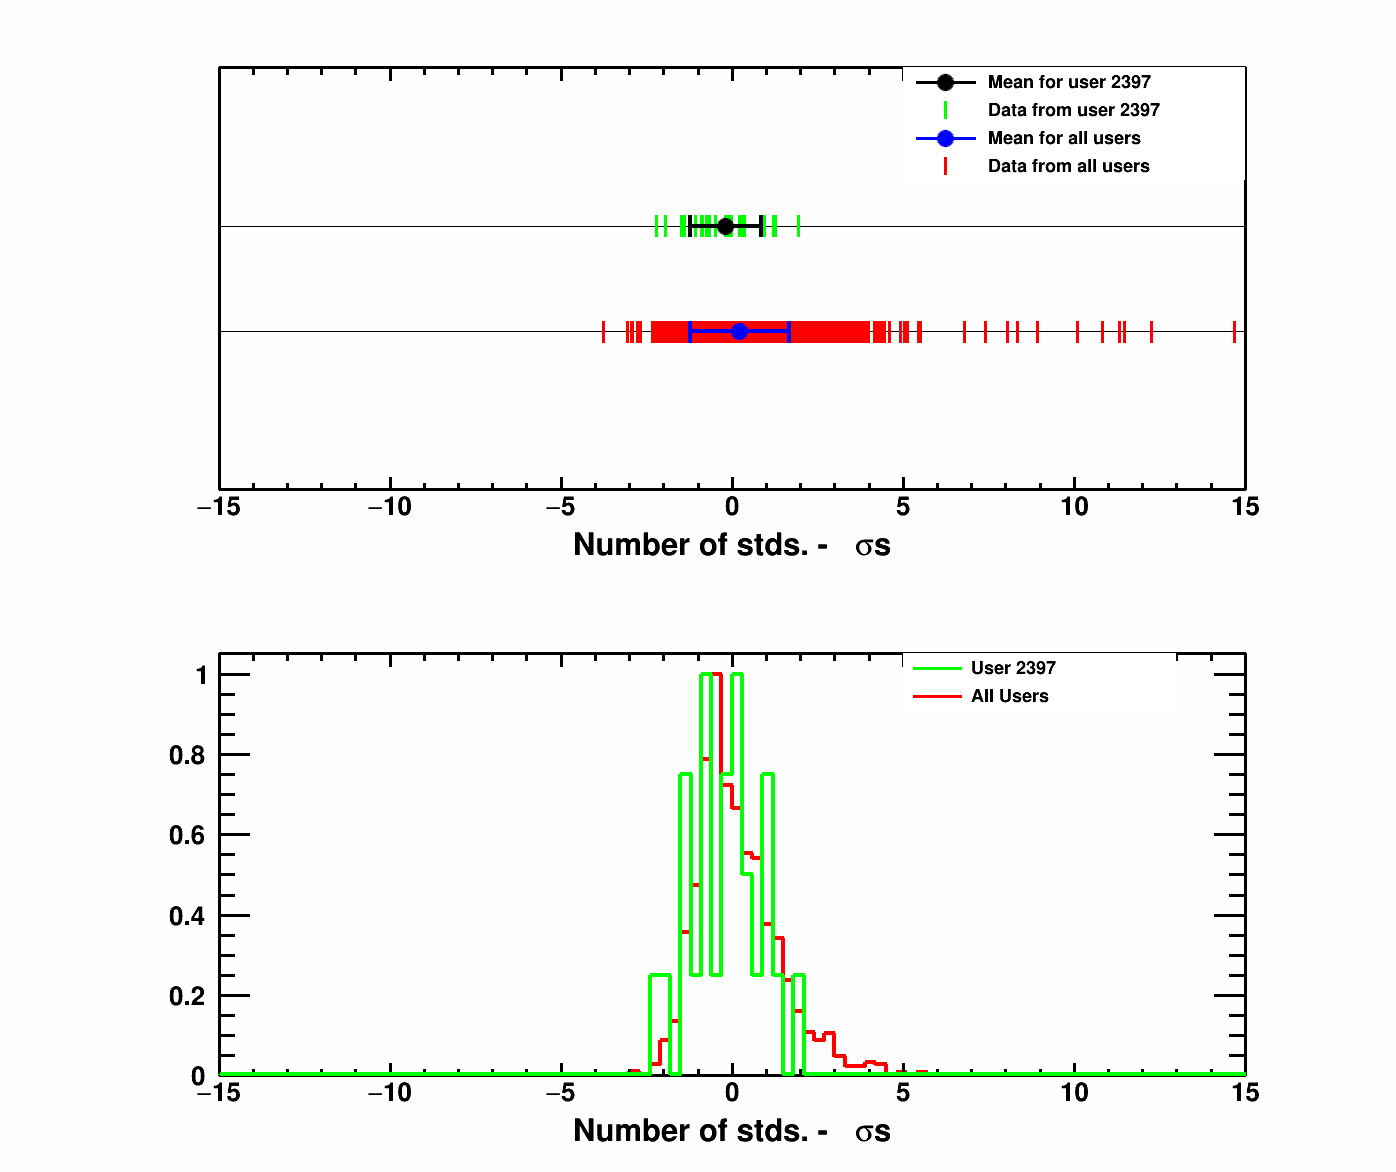 Mean for user 2397
Data from user 2397
Mean for all users
Data from all users
−15 −10 −5 0 5 10 15
Number of stds. - σs
User 2397
All Users
1
0.8
0.6
0.4
0.2
0
−15 −10 −5 0 5 10 15
Number of stds. - σs